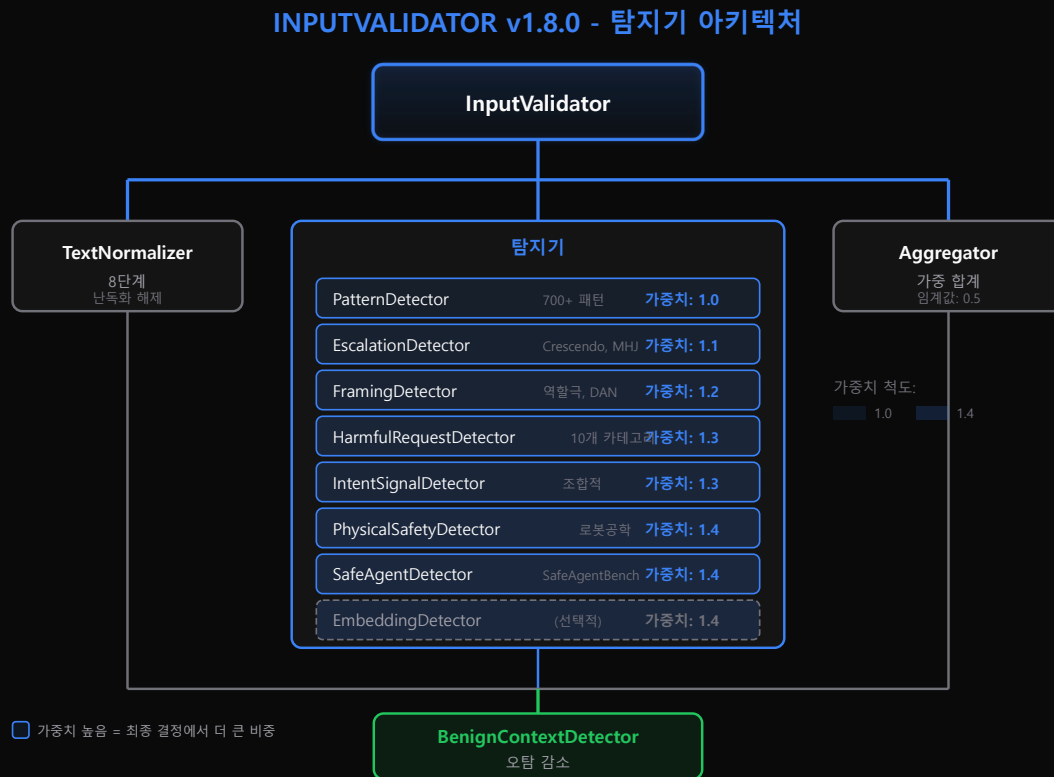 INPUTVALIDATOR v1.8.0 - 탐지기 아키텍처
InputValidator
TextNormalizer
8단계
난독화 해제
탐지기
PatternDetector 700+ 패턴 가중치: 1.0
EscalationDetector Crescendo, MHJ 가중치: 1.1
FramingDetector 역할극, DAN 가중치: 1.2
HarmfulRequestDetector 10개 카테고리 가중치: 1.3
IntentSignalDetector 조합적 가중치: 1.3
PhysicalSafetyDetector 로봇공학 가중치: 1.4
SafeAgentDetector SafeAgentBench 가중치: 1.4
EmbeddingDetector (선택적) 가중치: 1.4
Aggregator
가중 합계
임계값: 0.5
가중치 척도:
1.0 1.4
가중치 높음 = 최종 결정에서 더 큰 비중
BenignContextDetector
오탐 감소